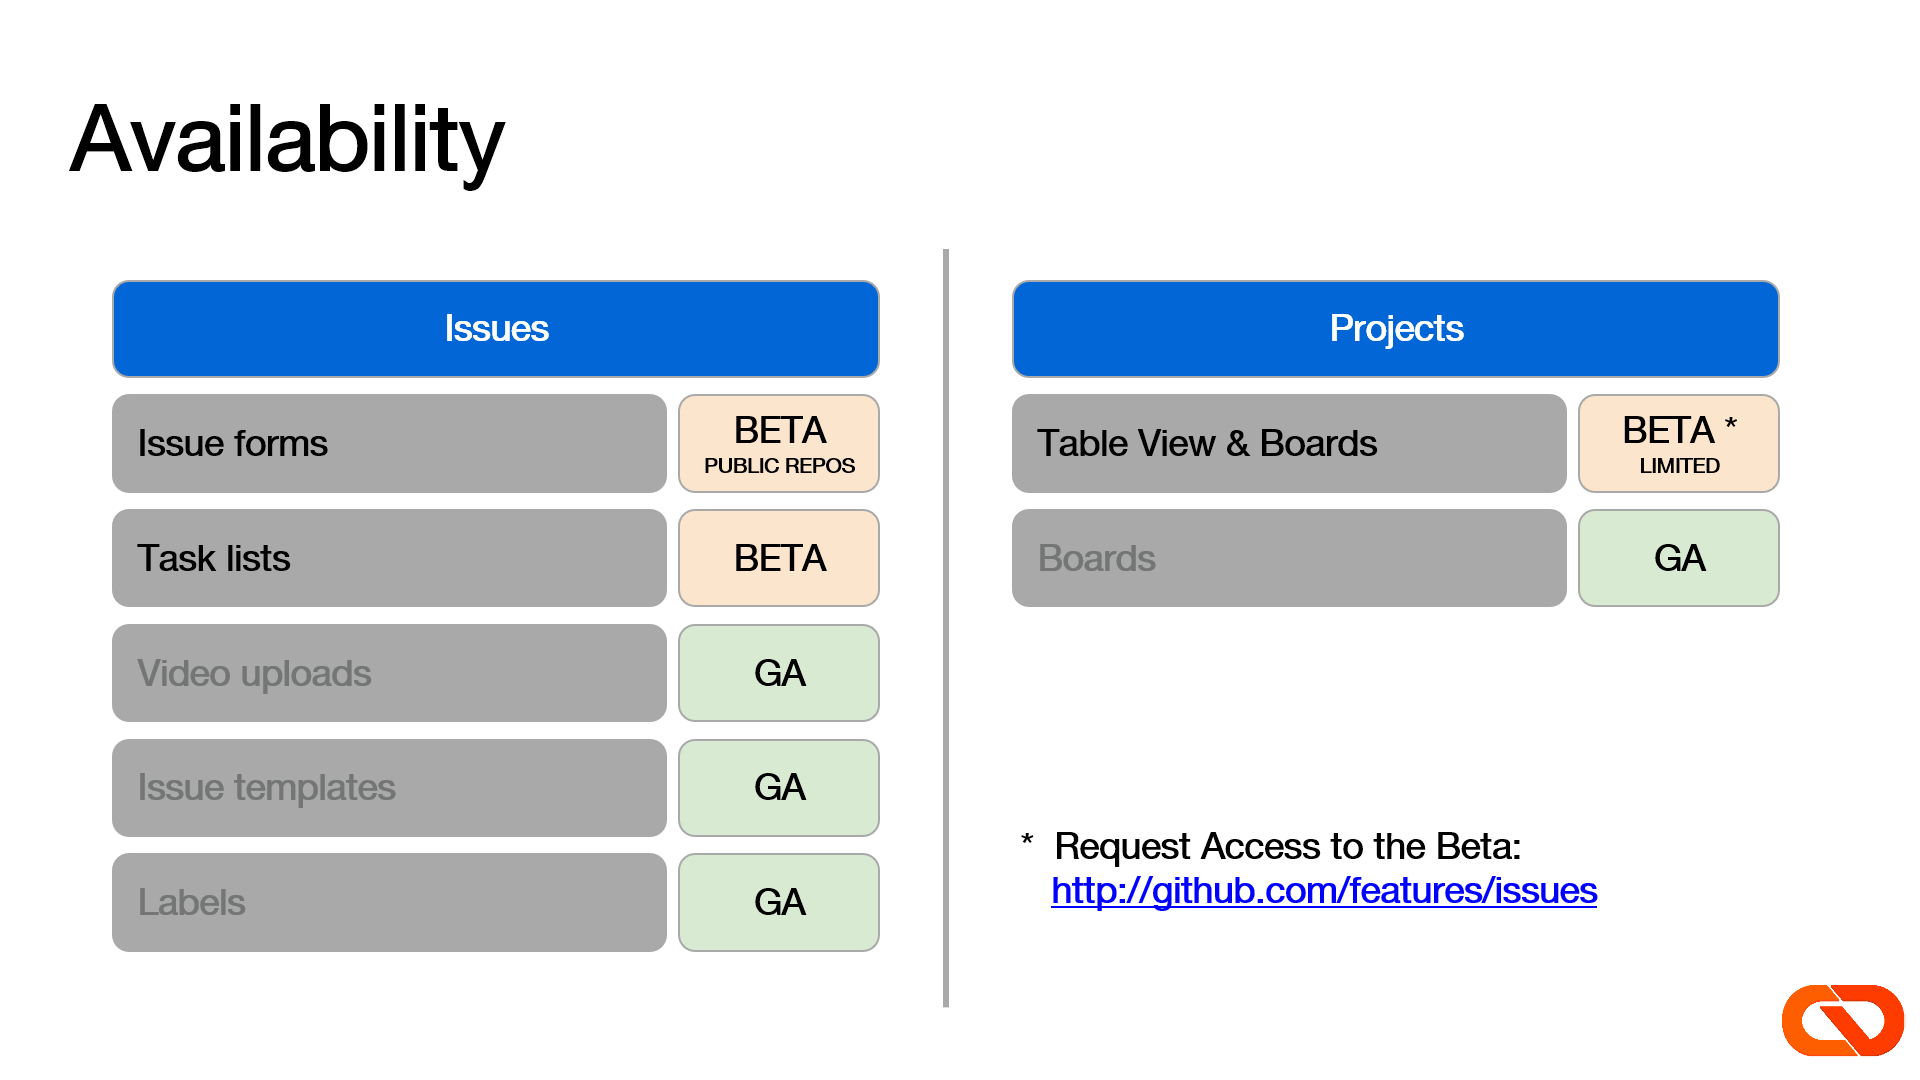 Availability
Issues
Issue forms
BETA
PUBLIC REPOS
Task lists
BETA
Video uploads
GA
Issue templates
GA
Labels
GA
Projects
Table View & Boards
BETA *
LIMITED
Boards
GA
* Request Access to the Beta:
http://github.com/features/issues